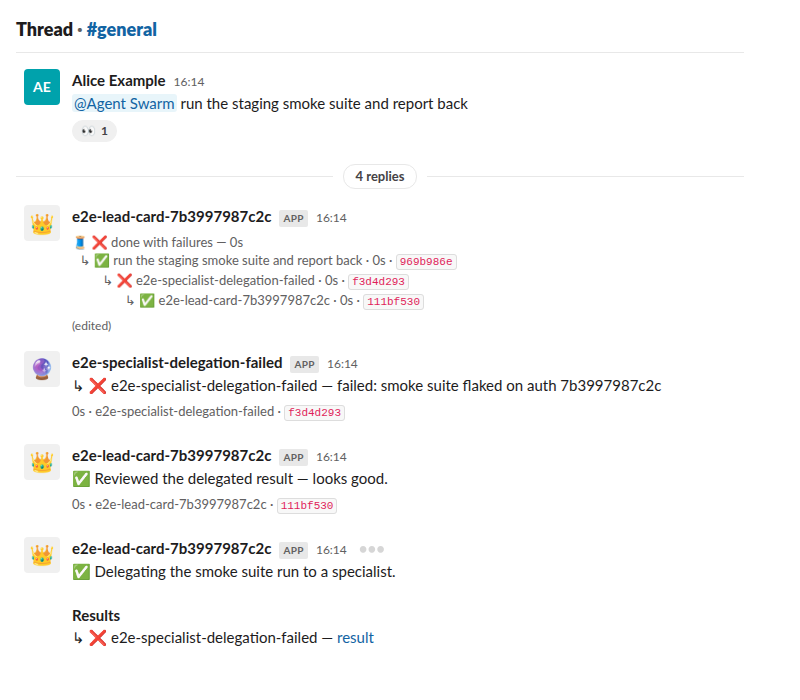 Thread • #general
AE
Alice Example 16:14
@Agent Swarm run the staging smoke suite and report back
👀 1
4 replies
e2e-lead-card-7b3997987c2c APP 16:14
🧵 ❌ done with failures — 0s
↳ ✅ run the staging smoke suite and report back · 0s · 969b986e
↳ ❌ e2e-specialist-delegation-failed · 0s · f3d4d293
↳ ✅ e2e-lead-card-7b3997987c2c · 0s · 111bf530
(edited)
e2e-specialist-delegation-failed APP 16:14
↳ ❌ e2e-specialist-delegation-failed — failed: smoke suite flaked on auth 7b3997987c2c
0s · e2e-specialist-delegation-failed · f3d4d293
e2e-lead-card-7b3997987c2c APP 16:14
✅ Reviewed the delegated result — looks good.
0s · e2e-lead-card-7b3997987c2c · 111bf530
e2e-lead-card-7b3997987c2c APP 16:14
✅ Delegating the smoke suite run to a specialist.
Results
↳ ❌ e2e-specialist-delegation-failed — result